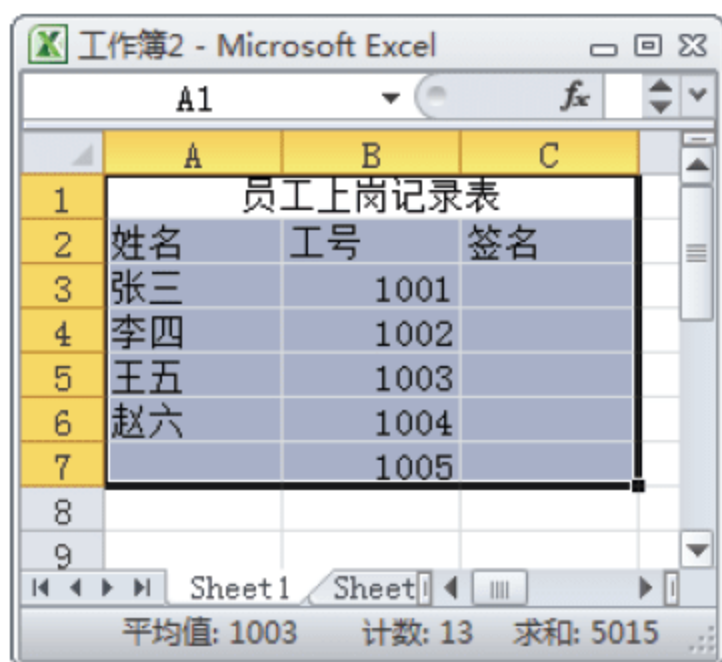 工作簿2 - Microsoft Excel
A1 fx
A B C
1 员工上岗记录表
2 姓名 工号 签名
3 张三 1001
4 李四 1002
5 王五 1003
6 赵六 1004
7 1005
8
9
Sheet1 Sheet
平均值: 1003 计数: 13 求和: 5015